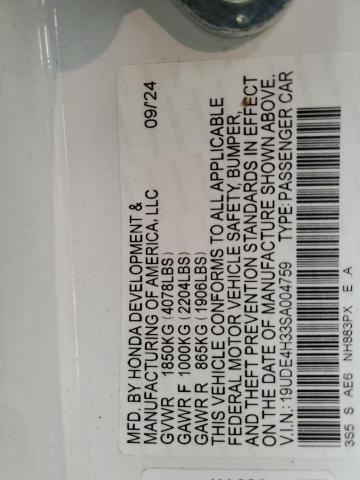 MFD. BY HONDA DEVELOPMENT &
MANUFACTURING OF AMERICA, LLC 09/'24
GVWR 1850KG (4078LBS)
GAWR F 1000KG (2204LBS)
GAWR R 865KG (1906LBS)
THIS VEHICLE CONFORMS TO ALL APPLICABLE
FEDERAL MOTOR VEHICLE SAFETY, BUMPER,
AND THEFT PREVENTION STANDARDS IN EFFECT
ON THE DATE OF MANUFACTURE SHOWN ABOVE.
V.I.N.: 19UDE4H33SA004759 TYPE: PASSENGER CAR
3S5 S AE6 NH883PX E A